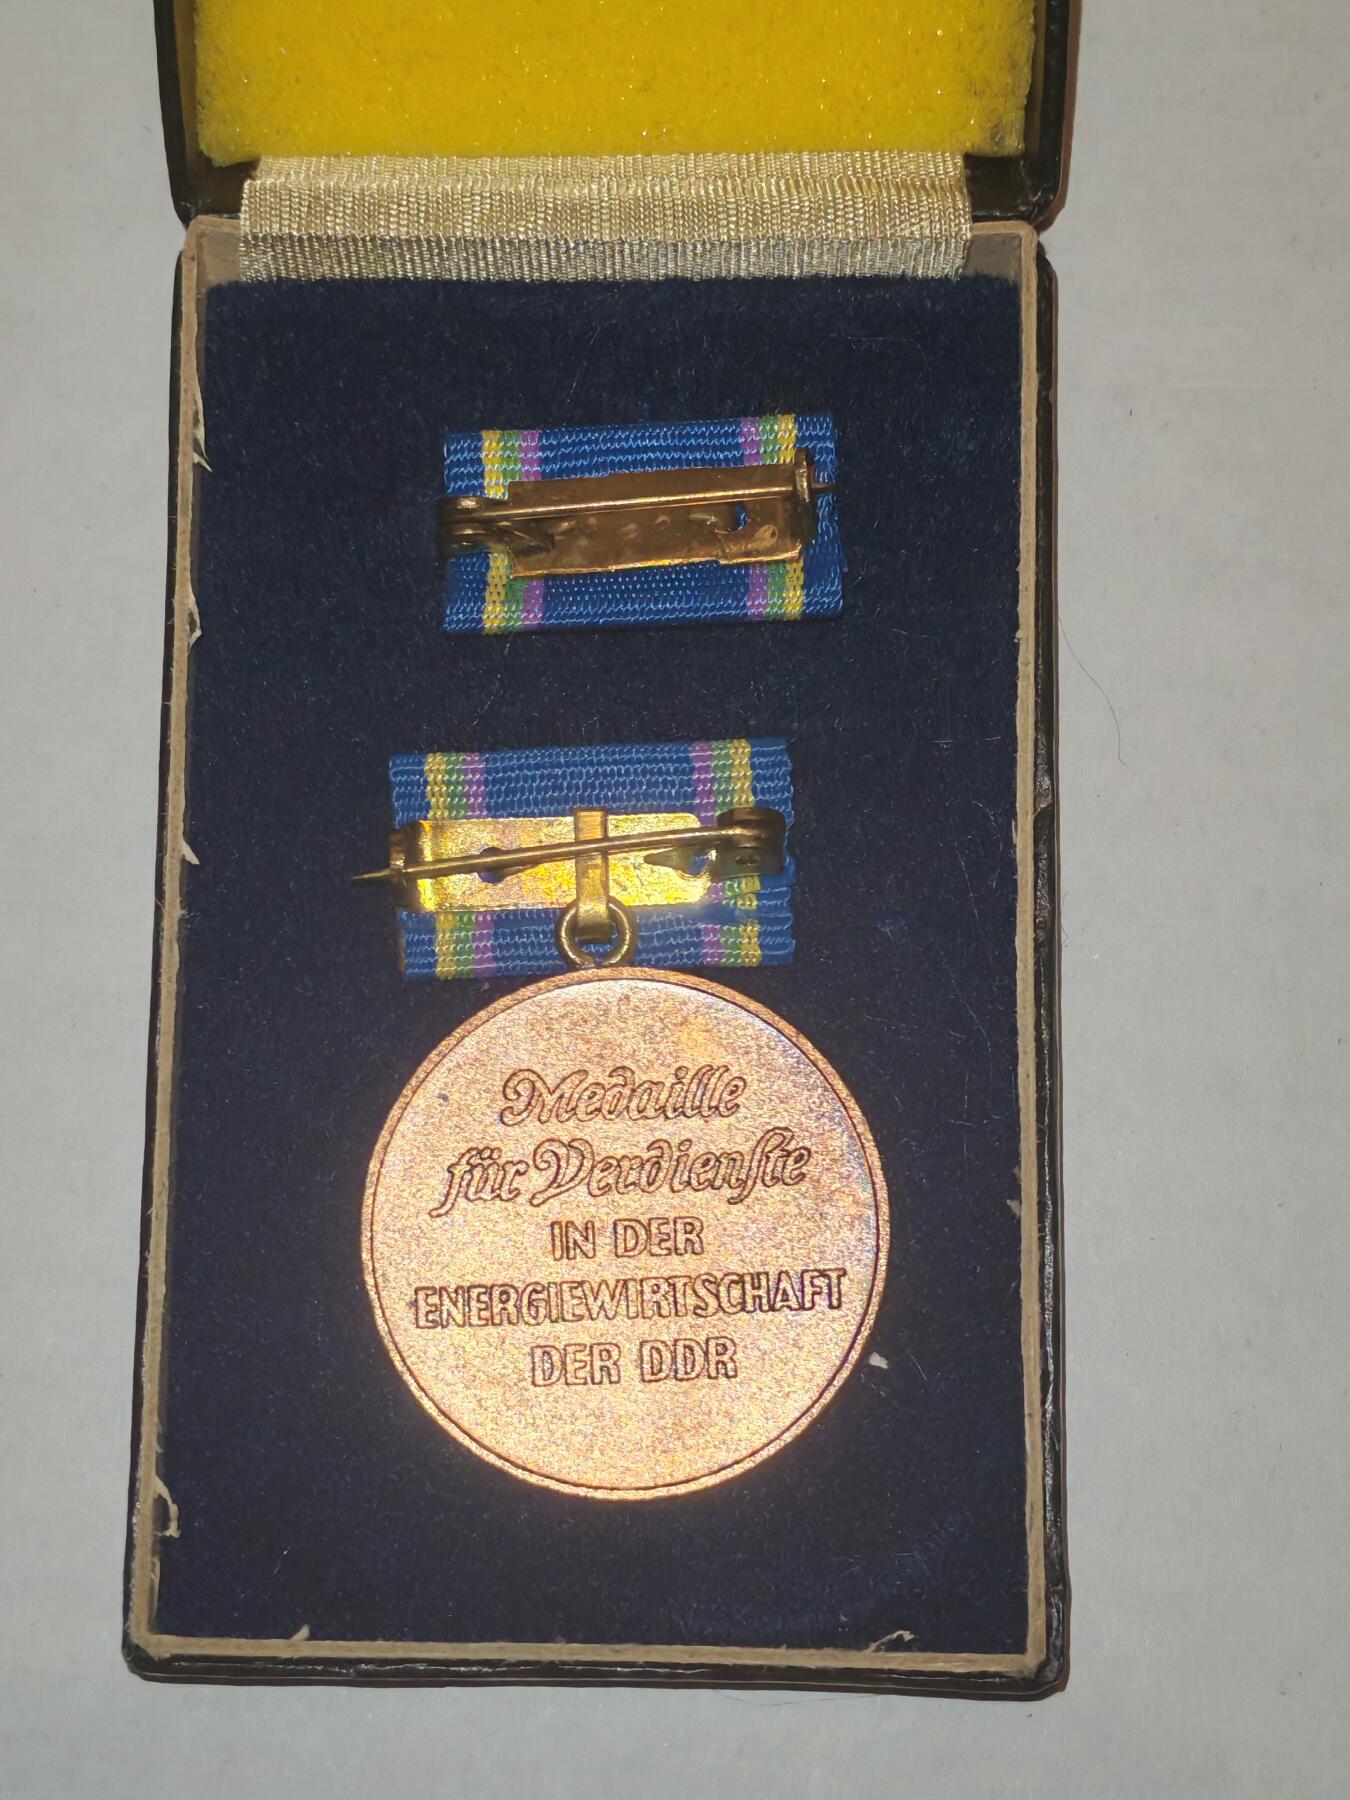 Medaille
für Verdienſte
IN DER
ENERGIEWIRTSCHAFT
DER DDR